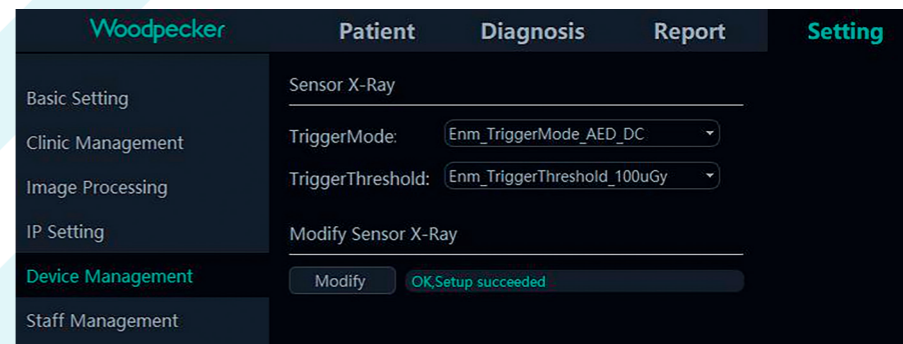 Woodpecker Patient Diagnosis Report Setting
Basic Setting
Clinic Management
Image Processing
IP Setting
Device Management
Staff Management
Sensor X-Ray
TriggerMode: Enm_TriggerMode_AED_DC
TriggerThreshold: Enm_TriggerThreshold_100uGy
Modify Sensor X-Ray
Modify OK,Setup succeeded